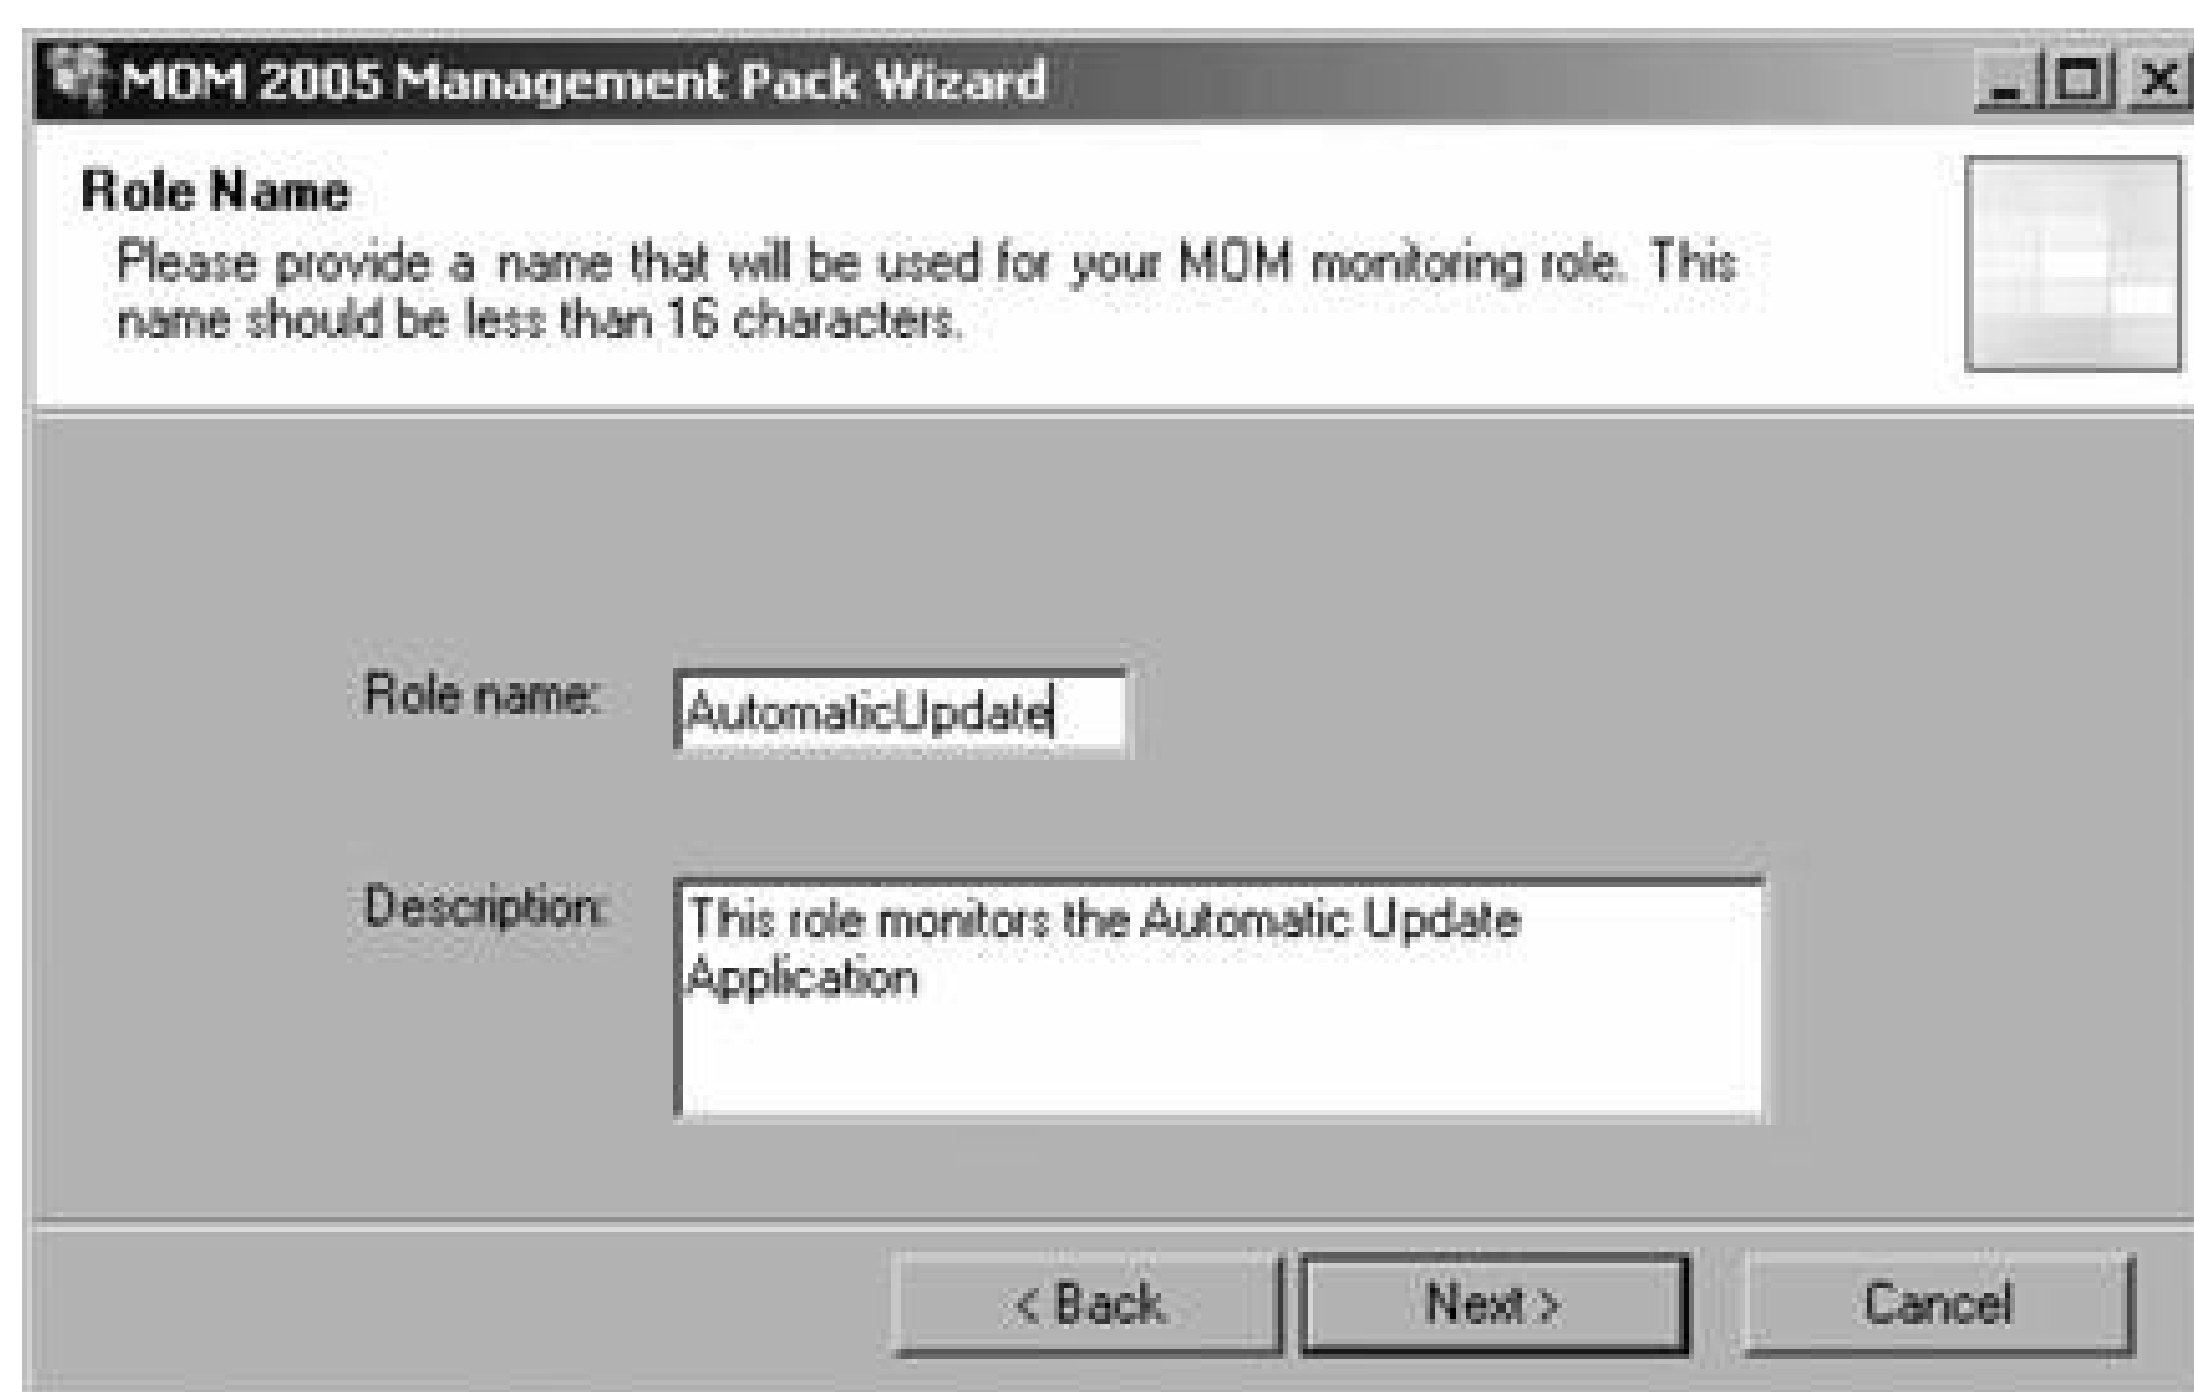 MOM 2005 Management Pack Wizard
Role Name
Please provide a name that will be used for your MOM monitoring role. This
name should be less than 16 characters.
Role name:
AutomaticUpdate
Description:
This role monitors the Automatic Update
Application
< Back
Next >
Cancel